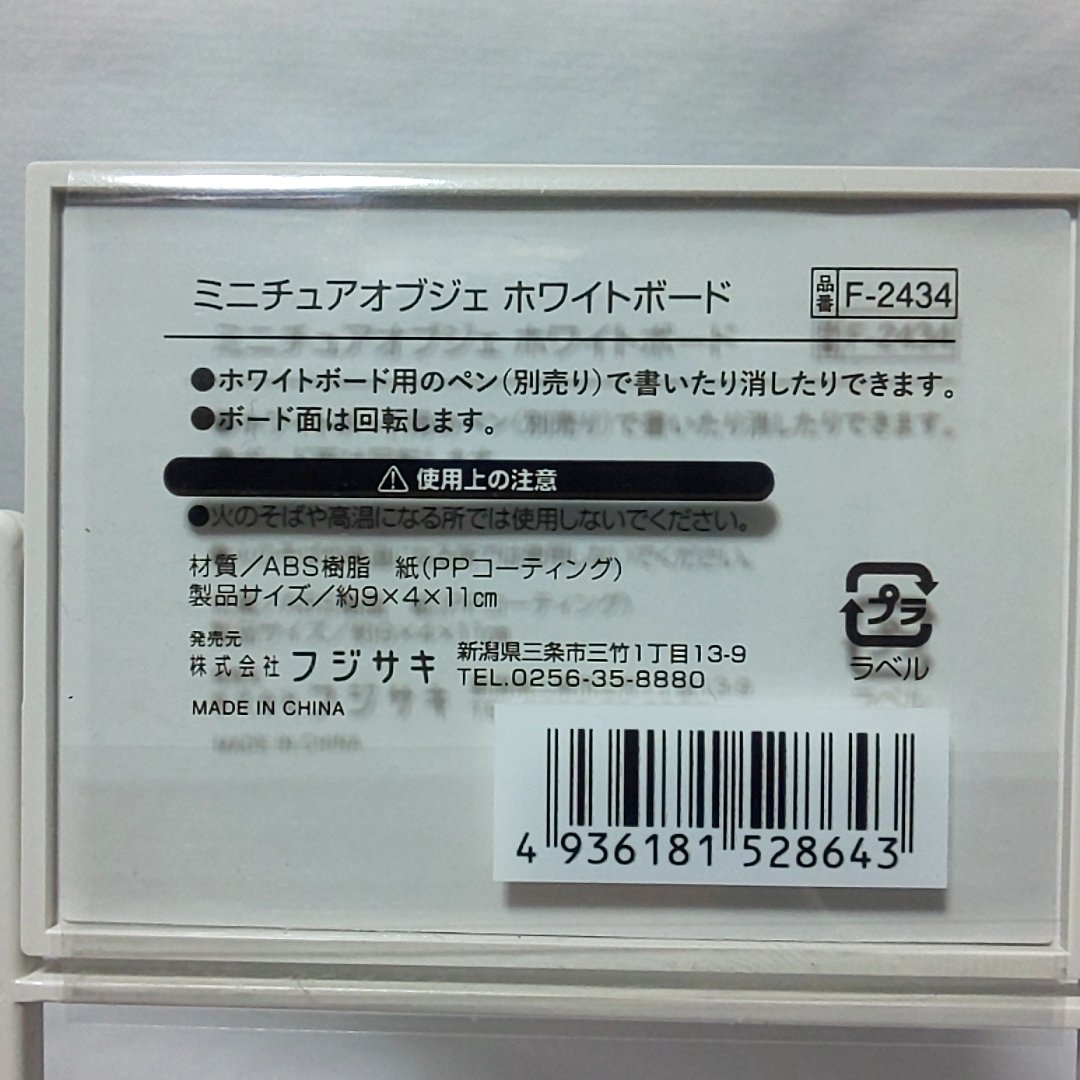 ミニチュアオブジェ ホワイトボード
品番 F-2434
●ホワイトボード用のペン(別売り)で書いたり消したりできます。
●ボード面は回転します。
⚠使用上の注意
●火のそばや高温になる所では使用しないでください。
材質/ABS樹脂 紙(PPコーティング)
製品サイズ/約9×4×11㎝
発売元
株式会社フジサキ
新潟県三条市三竹1丁目13-9
TEL.0256-35-8880
MADE IN CHINA
プラ
ラベル
4 936181 528643